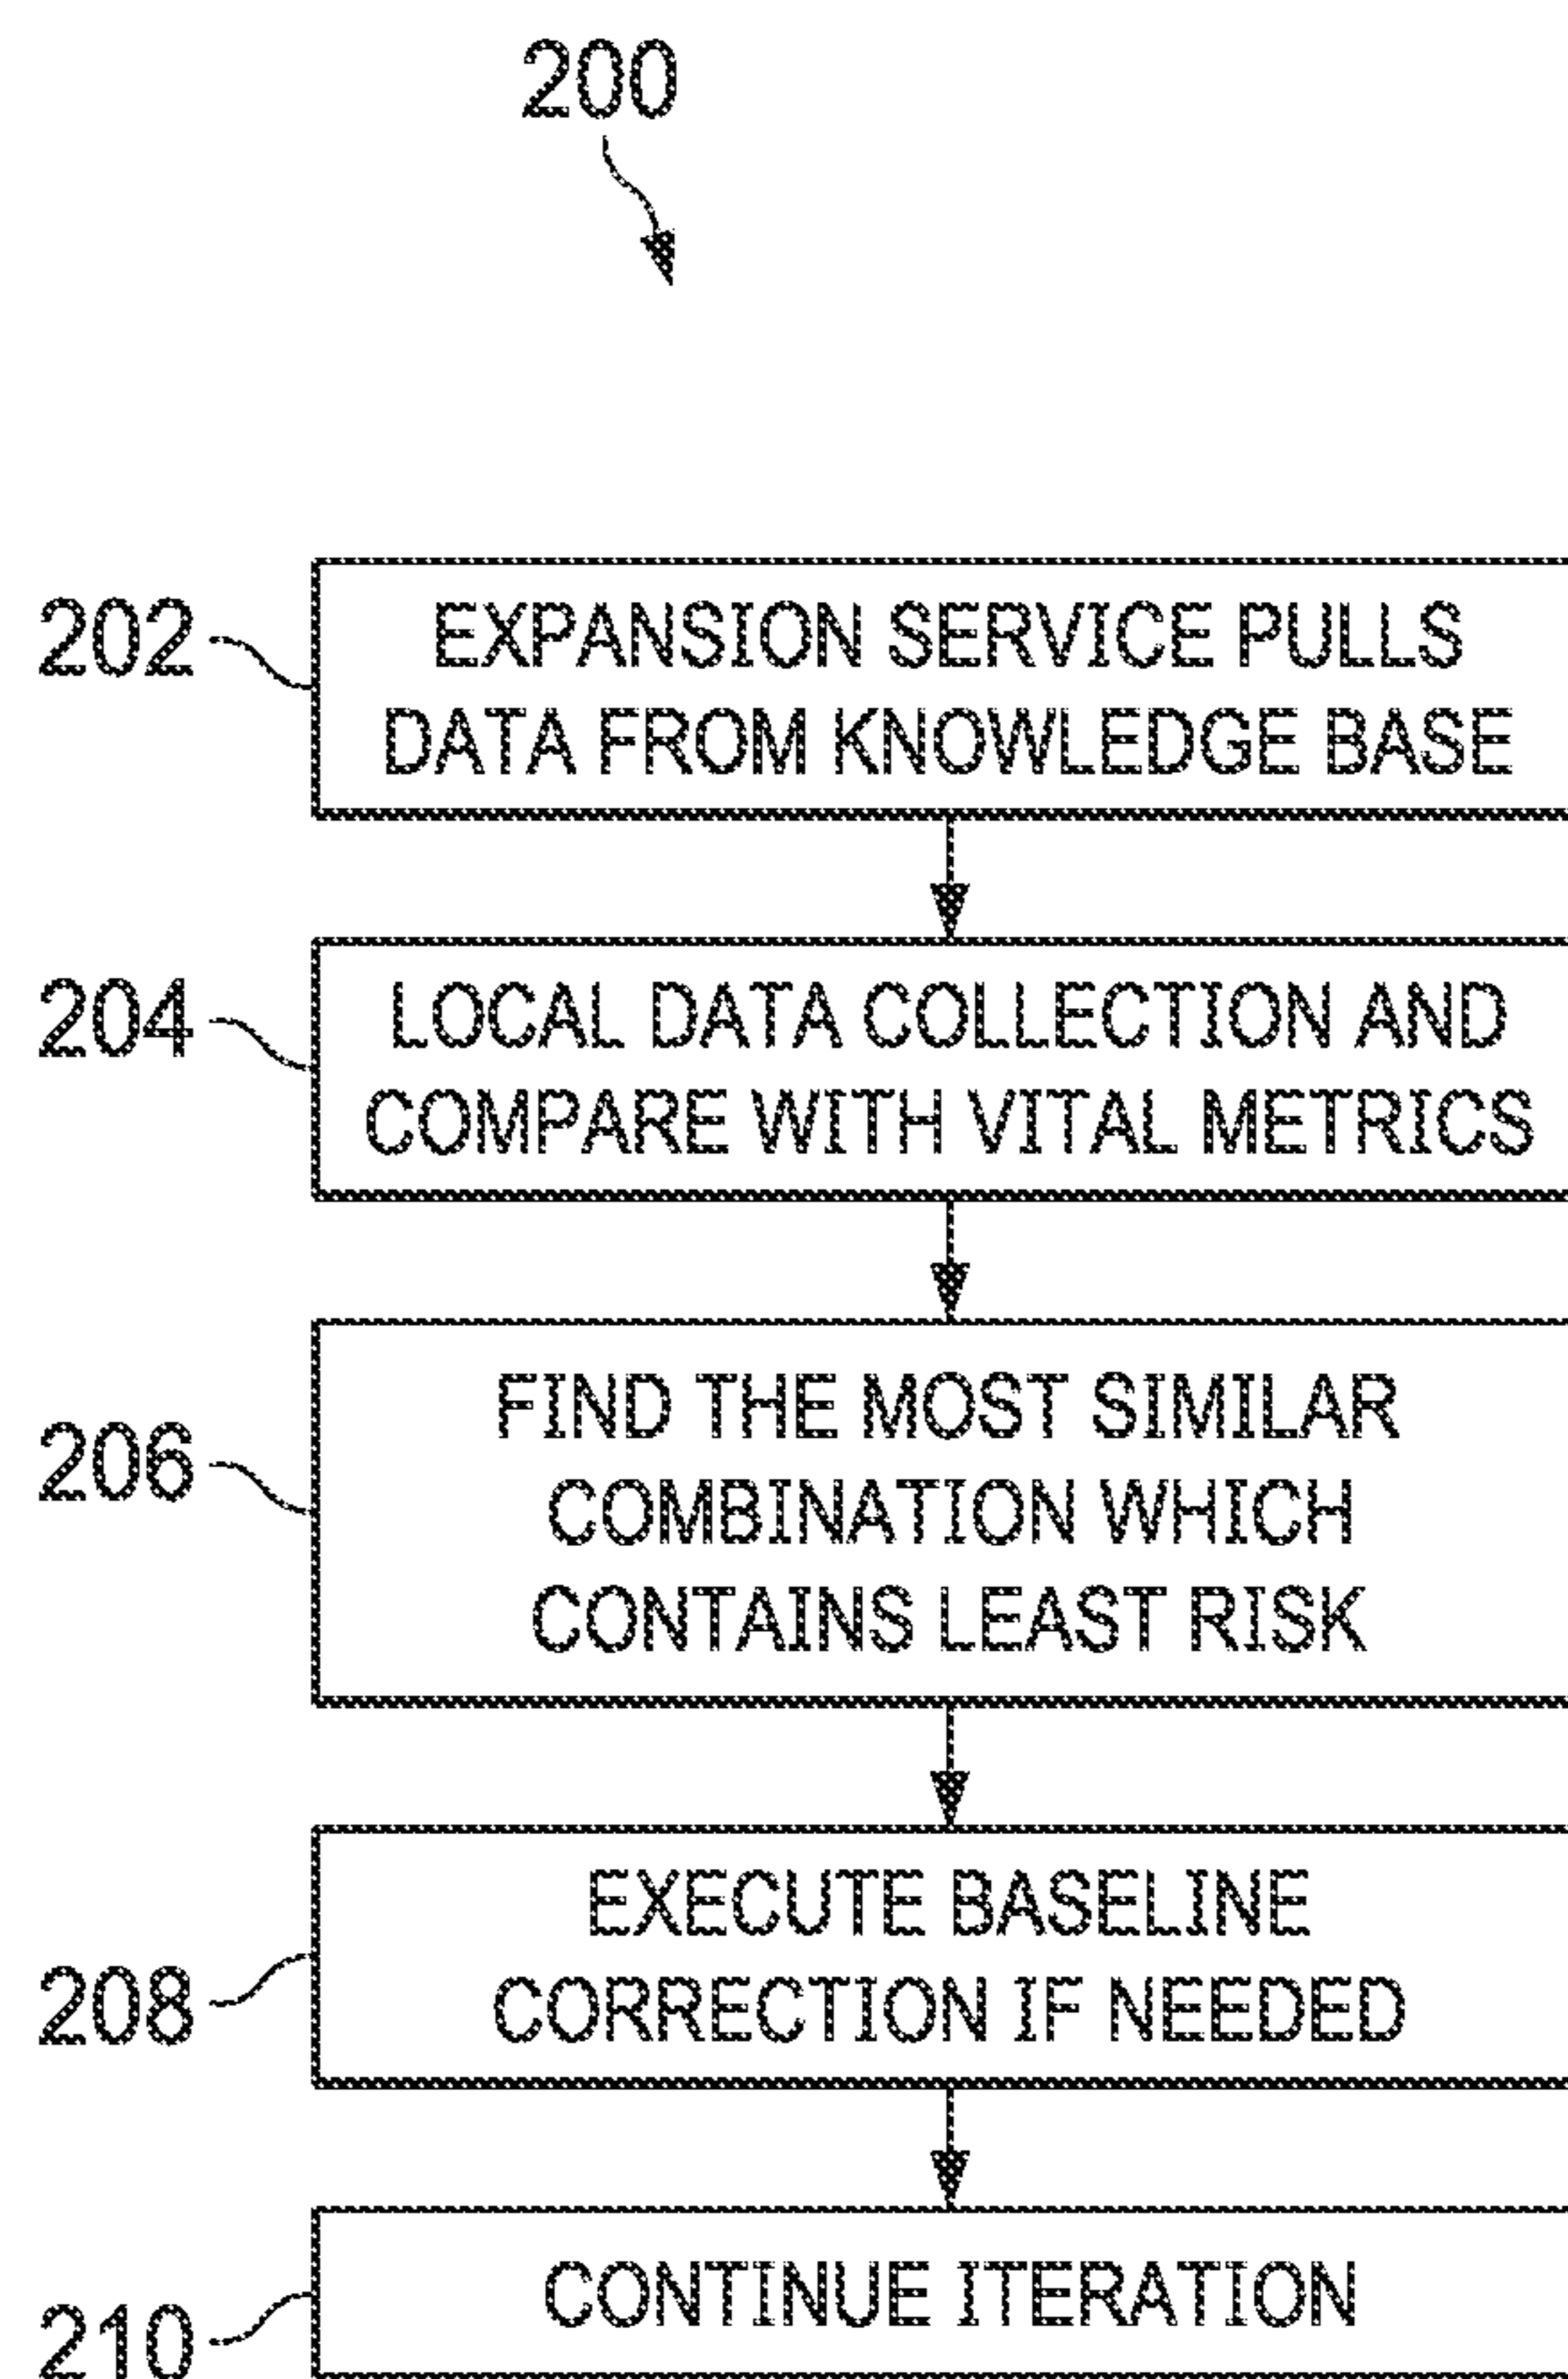 200
202
EXPANSION SERVICE PULLS
DATA FROM KNOWLEDGE BASE
204
LOCAL DATA COLLECTION AND
COMPARE WITH VITAL METRICS
206
FIND THE MOST SIMILAR
COMBINATION WHICH
CONTAINS LEAST RISK
208
EXECUTE BASELINE
CORRECTION IF NEEDED
210
CONTINUE ITERATION